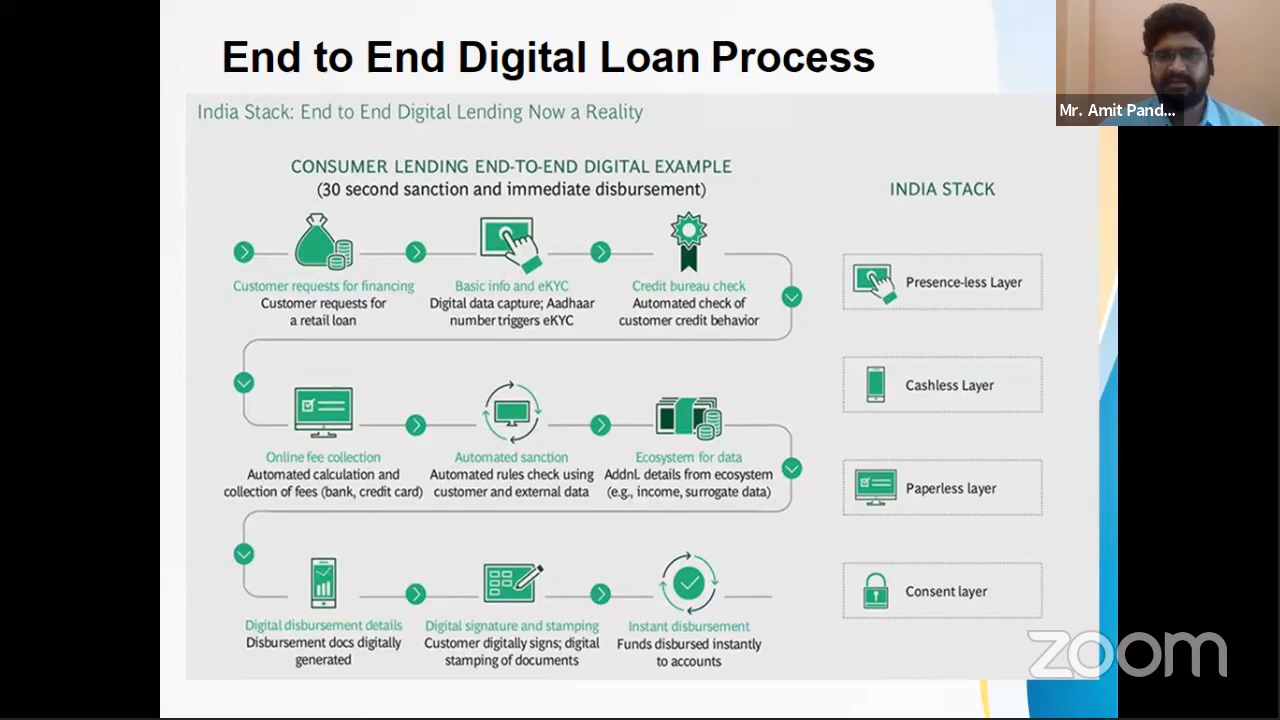 End to End Digital Loan Process
Mr. Amit Pand...
India Stack: End to End Digital Lending Now a Reality
CONSUMER LENDING END-TO-END DIGITAL EXAMPLE
(30 second sanction and immediate disbursement)
Customer requests for financing
Customer requests for
a retail loan
Basic info and eKYC
Digital data capture; Aadhaar
number triggers eKYC
Credit bureau check
Automated check of
customer credit behavior
Online fee collection
Automated calculation and
collection of fees (bank, credit card)
Automated sanction
Automated rules check using
customer and external data
Ecosystem for data
Addnl. details from ecosystem
(e.g., income, surrogate data)
Digital disbursement details
Disbursement docs digitally
generated
Digital signature and stamping
Customer digitally signs; digital
stamping of documents
Instant disbursement
Funds disbursed instantly
to accounts
INDIA STACK
Presence-less Layer
Cashless Layer
Paperless layer
Consent layer
zoom